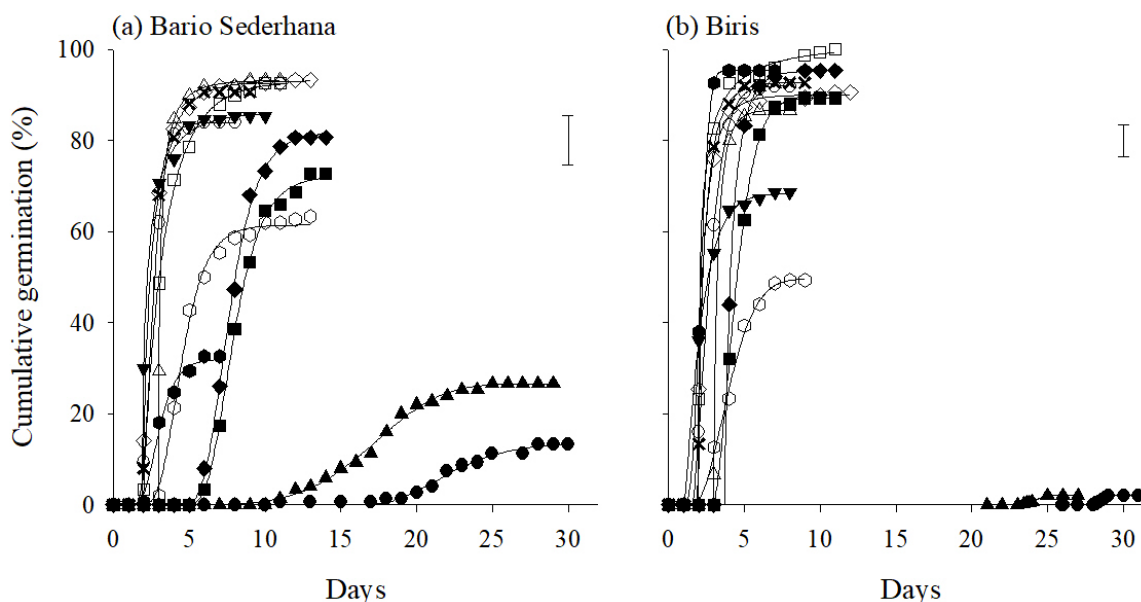 (a) Bario Sederhana
(b) Biris
Cumulative germination (%)
100
80
60
40
20
0
0 5 10 15 20 25 30
0 5 10 15 20 25 30
Days
Days